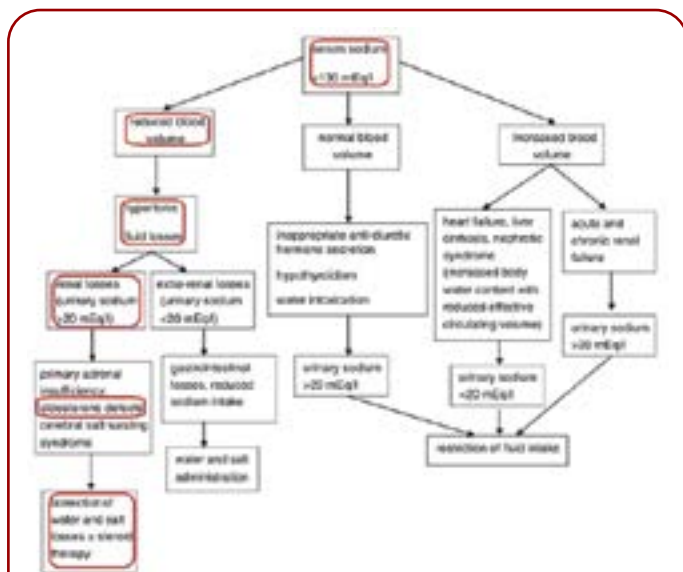 serum sodium
<130 mEq/l
reduced blood
volume
normal blood
volume
increased blood
volume
hypertonic
fluid losses
renal losses
(urinary sodium
>20 mEq/l)
extra-renal losses
(urinary sodium
<20 mEq/l)
inappropriate anti-diuretic
hormone secretion
hypothyroidism
water intoxication
heart failure, liver
cirrhosis, nephrotic
syndrome
(increased body
water content with
reduced effective
circulating volume)
acute and
chronic renal
failure
primary adrenal
insufficiency
aldosterone
cerebral salt-wasting
syndrome
gastrointestinal
losses, reduced
sodium intake
urinary sodium
>20 mEq/l
urinary sodium
<20 mEq/l
urinary sodium
mEq/l
restriction of fluid intake
water and salt
administration
correction of
water and salt
losses ± steroid
therapy